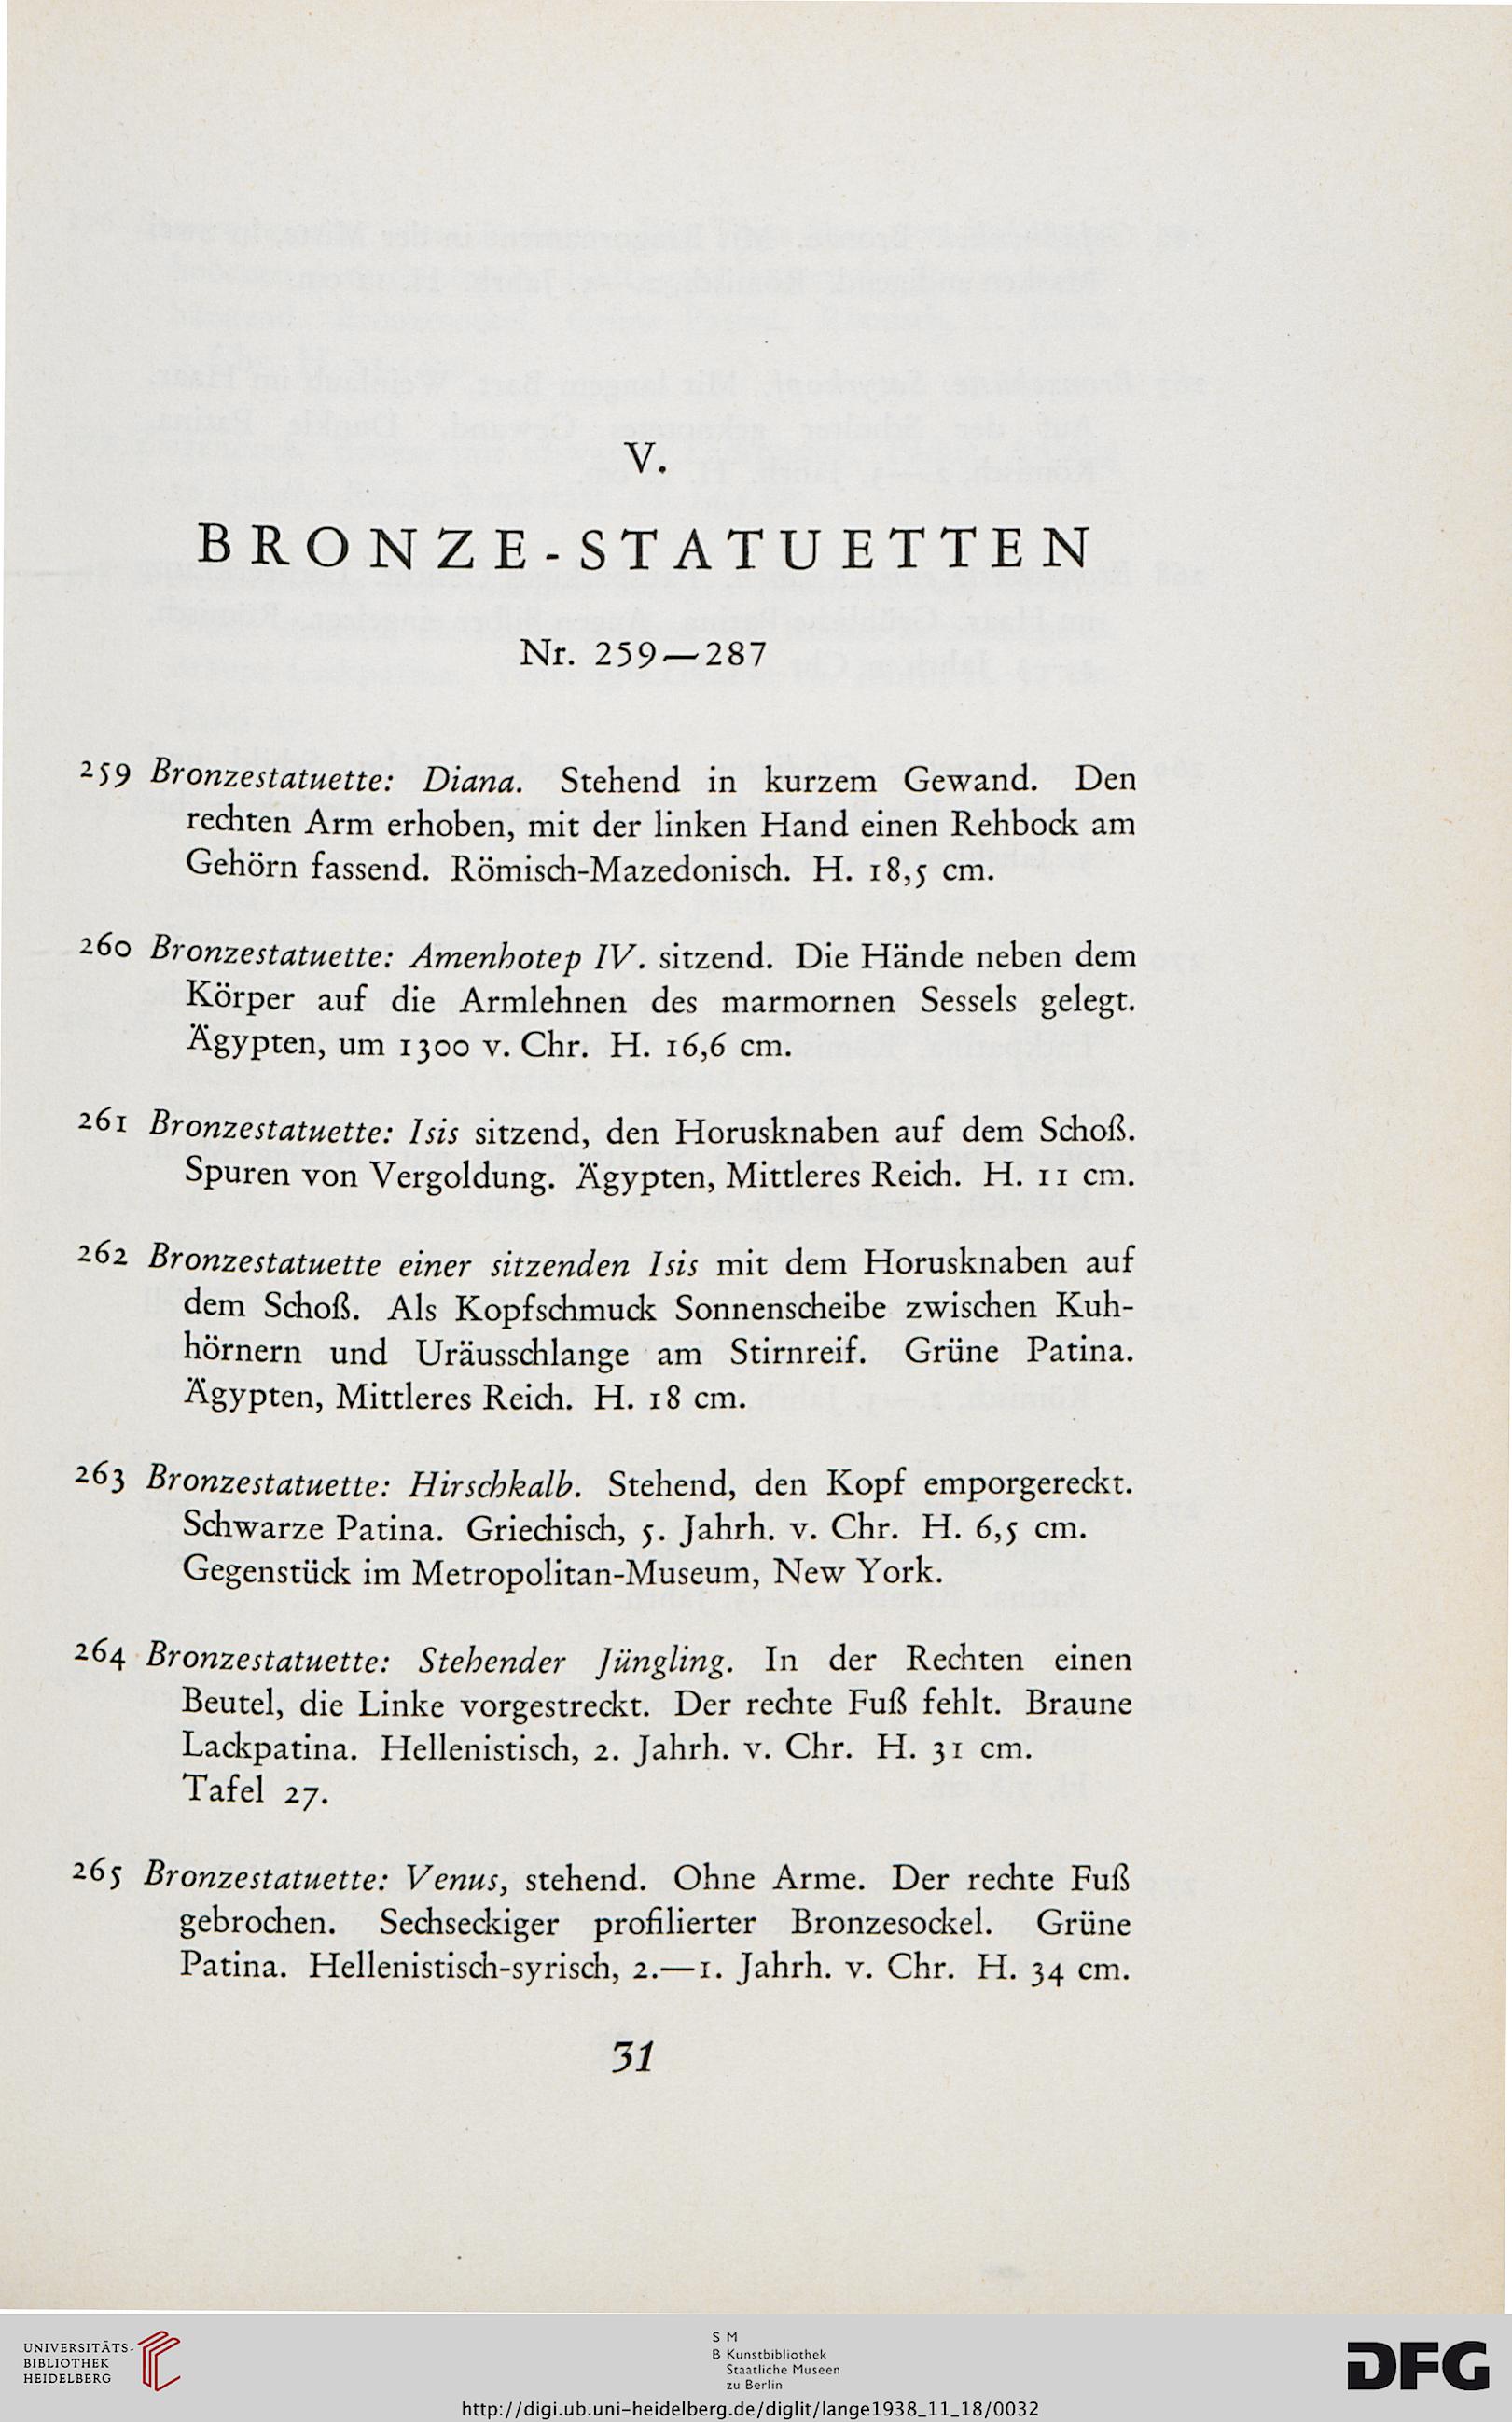 V.
BRONZE-STATUETTEN
Nr. 259—287
259 Bronzestatuette: Diana. Stehend in kurzem Gewand. Den
rechten Arm erhoben, mit der linken Hand einen Rehbock am
Gehörn fassend. Römisch-Mazedonisch. H. 18,5 cm.
260 Bronzestatuette: Amenhotep IV. sitzend. Die Hände neben dem
Körper auf die Armlehnen des marmornen Sessels gelegt.
Ägypten, um 1300 v. Chr. H. 16,6 cm.
261 Bronzestatuette: Isis sitzend, den Horusknaben auf dem Schoß.
Spuren von Vergoldung. Ägypten, Mittleres Reich. H. 11 cm.
262 Bronzestatuette einer sitzenden Isis mit dem Horusknaben auf
dem Schoß. Als Kopfschmuck Sonnenscheibe zwischen Kuh-
hörnern und Uräusschlange am Stirnreif. Grüne Patina.
Ägypten, Mittleres Reich. H. 18 cm.
263 Bronzestatuette: Hirschkalb. Stehend, den Kopf emporgereckt.
Schwarze Patina. Griechisch, 5. Jahrh. v. Chr. H. 6,5 cm.
Gegenstück im Metropolitan-Museum, New York.
264 Bronzestatuette: Stehender Jüngling. In der Rechten einen
Beutel, die Linke vorgestreckt. Der rechte Fuß fehlt. Braune
Lackpatina. Hellenistisch, 2. Jahrh. v. Chr. H. 31 cm.
Tafel 27.
265 Bronzestatuette: Venus, stehend. Ohne Arme. Der rechte Fuß
gebrochen. Sechseckiger profilierter Bronzesockel. Grüne
Patina. Hellenistisch-syrisch, 2.—1. Jahrh. v. Chr. H. 34 cm.
31
UNIVERSITÄTS-
BIBLIOTHEK
HEIDELBERG
S M
B Kunstbibliothek
Staatliche Museen
zu Berlin
http://digi.ub.uni-heidelberg.de/diglit/lange1938_11_18/0032
DFG